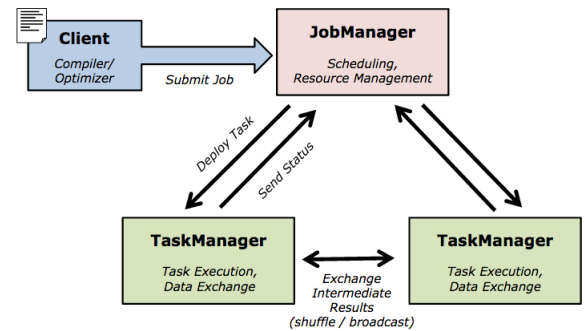 Client
Compiler/
Optimizer
Submit Job
JobManager
Scheduling,
Resource Management
Deploy Task
Send Status
TaskManager
Task Execution,
Data Exchange
Exchange
Intermediate
Results
(shuffle / broadcast)
TaskManager
Task Execution,
Data Exchange